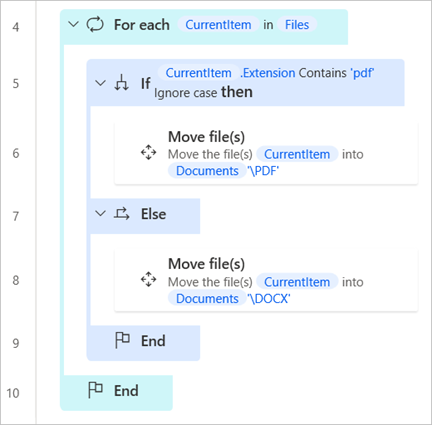 4 For each CurrentItem in Files
5 If CurrentItem .Extension Contains 'pdf'
Ignore case then
6 Move file(s)
Move the file(s) CurrentItem into
Documents '\PDF'
7 Else
8 Move file(s)
Move the file(s) CurrentItem into
Documents '\DOCX'
9 End
10 End